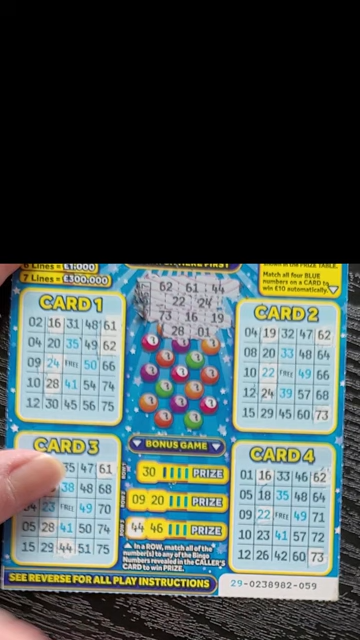 6 Lines = £1,000
7 Lines = £300,000
Match all four BLUE
numbers on a CARD to
win £10 automatically.
62 61 44
22 24
73 16 19
28 01
CARD 1
02 16 31 48 61
04 20 35 49 62
09 24 FREE 50 66
10 28 41 54 74
12 30 45 56 75
CARD 2
04 19 32 47 62
08 20 33 48 64
10 22 FREE 49 66
12 24 39 57 68
15 29 45 60 73
CARD 3
35 47 61
38 48 68
23 FREE 49 70
05 28 41 50 74
15 29 44 51 75
BONUS GAME
ROW 1 30 PRIZE
ROW 2 09 20 PRIZE
ROW 3 44 46 PRIZE
In a ROW, match all of the
number(s) to any of the Bingo
Numbers revealed in the CALLER'S
CARD to win PRIZE.
CARD 4
01 16 33 46 61
05 18 35 48 64
09 22 FREE 49 71
10 23 41 57 72
12 26 42 60 73
SEE REVERSE FOR ALL PLAY INSTRUCTIONS
29-0238982-059